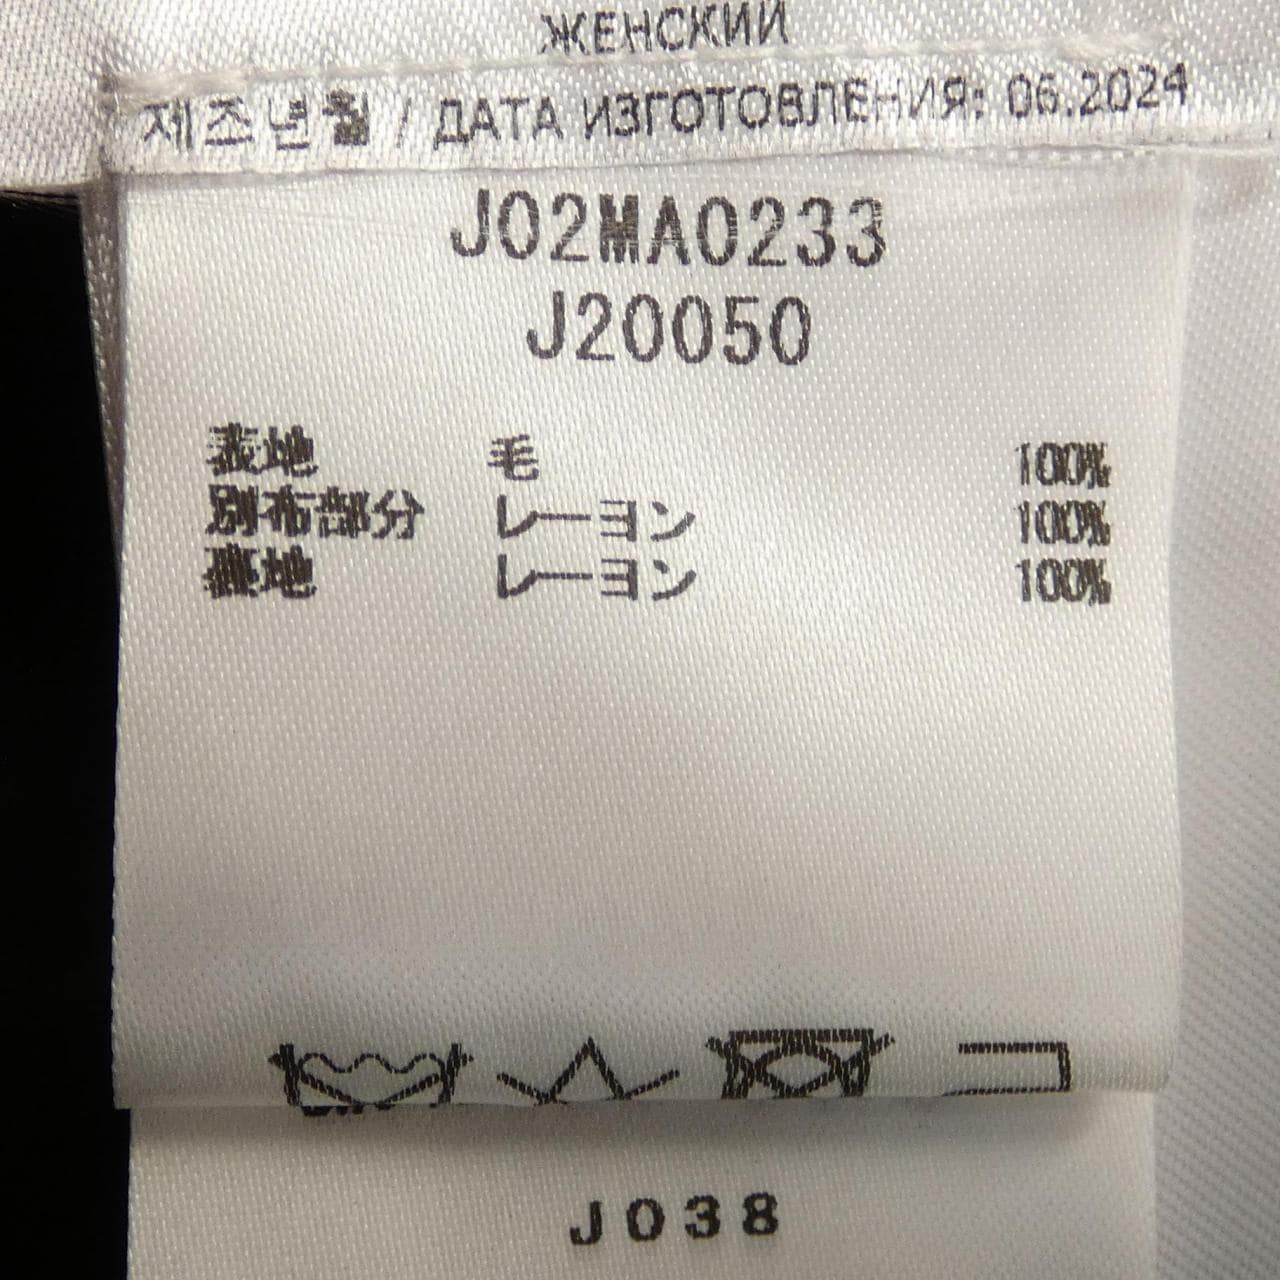 ЖЕНСКИЙ
제조년월 / ДАТА ИЗГОТОВЛЕНИЯ: 06.2024
J02MA0233
J20050
表地 毛 100%
別布部分 レーヨン 100%
裏地 レーヨン 100%
J038